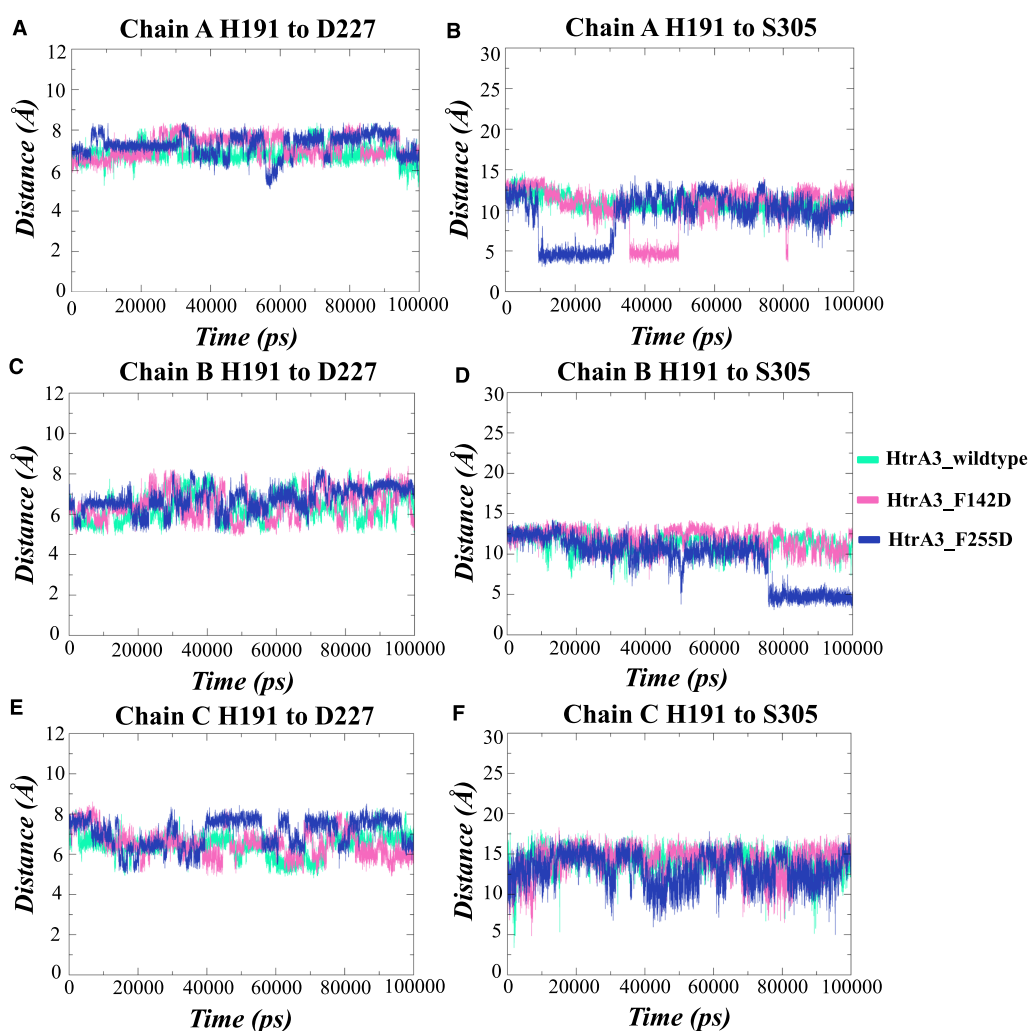 A
Chain A H191 to D227
Distance (Å)
12
10
8
6
4
2
0
0 20000 40000 60000 80000 100000
Time (ps)
B
Chain A H191 to S305
Distance (Å)
30
25
20
15
10
5
0
0 20000 40000 60000 80000 100000
Time (ps)
C
Chain B H191 to D227
Distance (Å)
12
10
8
6
4
2
0
0 20000 40000 60000 80000 100000
Time (ps)
D
Chain B H191 to S305
Distance (Å)
30
25
20
15
10
5
0
0 20000 40000 60000 80000 100000
Time (ps)
HtrA3_wildtype
HtrA3_F142D
HtrA3_F255D
E
Chain C H191 to D227
Distance (Å)
12
10
8
6
4
2
0
0 20000 40000 60000 80000 100000
Time (ps)
F
Chain C H191 to S305
Distance (Å)
30
25
20
15
10
5
0
0 20000 40000 60000 80000 100000
Time (ps)